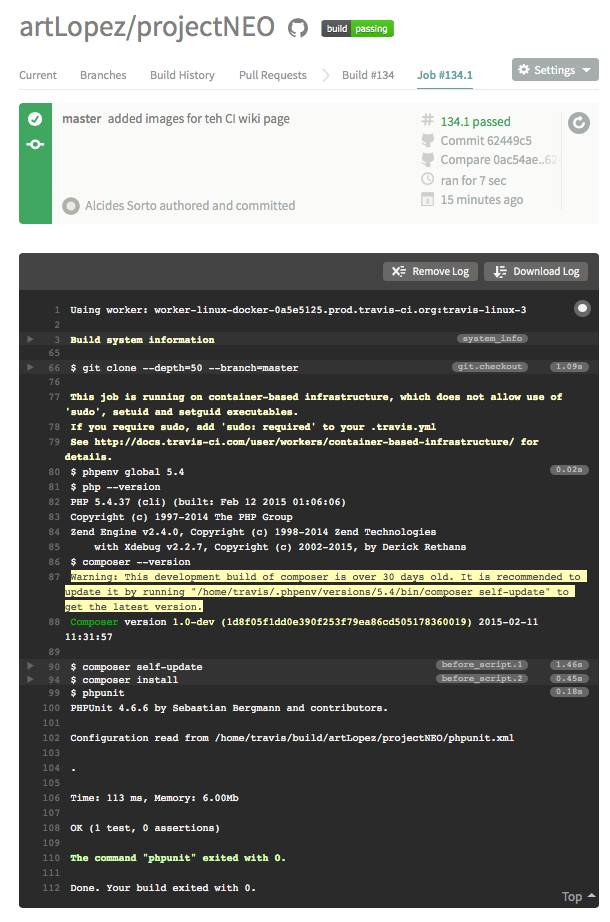 artLopez/projectNEO build passing
Current Branches Build History Pull Requests Build #134 Job #134.1 Settings
master added images for teh CI wiki page
134.1 passed
Commit 62449c5
Compare 0ac54ae..62
ran for 7 sec
15 minutes ago
Alcides Sorto authored and committed
Remove Log Download Log
1 Using worker: worker-linux-docker-0a5e5125.prod.travis-ci.org:travis-linux-3
2
3 Build system information system_info
65
66 $ git clone --depth=50 --branch=master git.checkout 1.09s
76
77 This job is running on container-based infrastructure, which does not allow use of
'sudo', setuid and setguid executables.
78 If you require sudo, add 'sudo: required' to your .travis.yml
79 See http://docs.travis-ci.com/user/workers/container-based-infrastructure/ for
details.
80 $ phpenv global 5.4 0.02s
81 $ php --version
82 PHP 5.4.37 (cli) (built: Feb 12 2015 01:06:06)
83 Copyright (c) 1997-2014 The PHP Group
84 Zend Engine v2.4.0, Copyright (c) 1998-2014 Zend Technologies
85 with Xdebug v2.2.7, Copyright (c) 2002-2015, by Derick Rethans
86 $ composer --version
87 Warning: This development build of composer is over 30 days old. It is recommended to
update it by running "/home/travis/.phpenv/versions/5.4/bin/composer self-update" to
get the latest version.
88 Composer version 1.0-dev (1d8f05f1dd0e390f253f79ea86cd505178360019) 2015-02-11
11:31:57
89
90 $ composer self-update before_script.1 1.46s
94 $ composer install before_script.2 0.45s
99 $ phpunit 0.18s
100 PHPUnit 4.6.6 by Sebastian Bergmann and contributors.
101
102 Configuration read from /home/travis/build/artLopez/projectNEO/phpunit.xml
103
104 .
105
106 Time: 113 ms, Memory: 6.00Mb
107
108 OK (1 test, 0 assertions)
109
110 The command "phpunit" exited with 0.
111
112 Done. Your build exited with 0.
Top